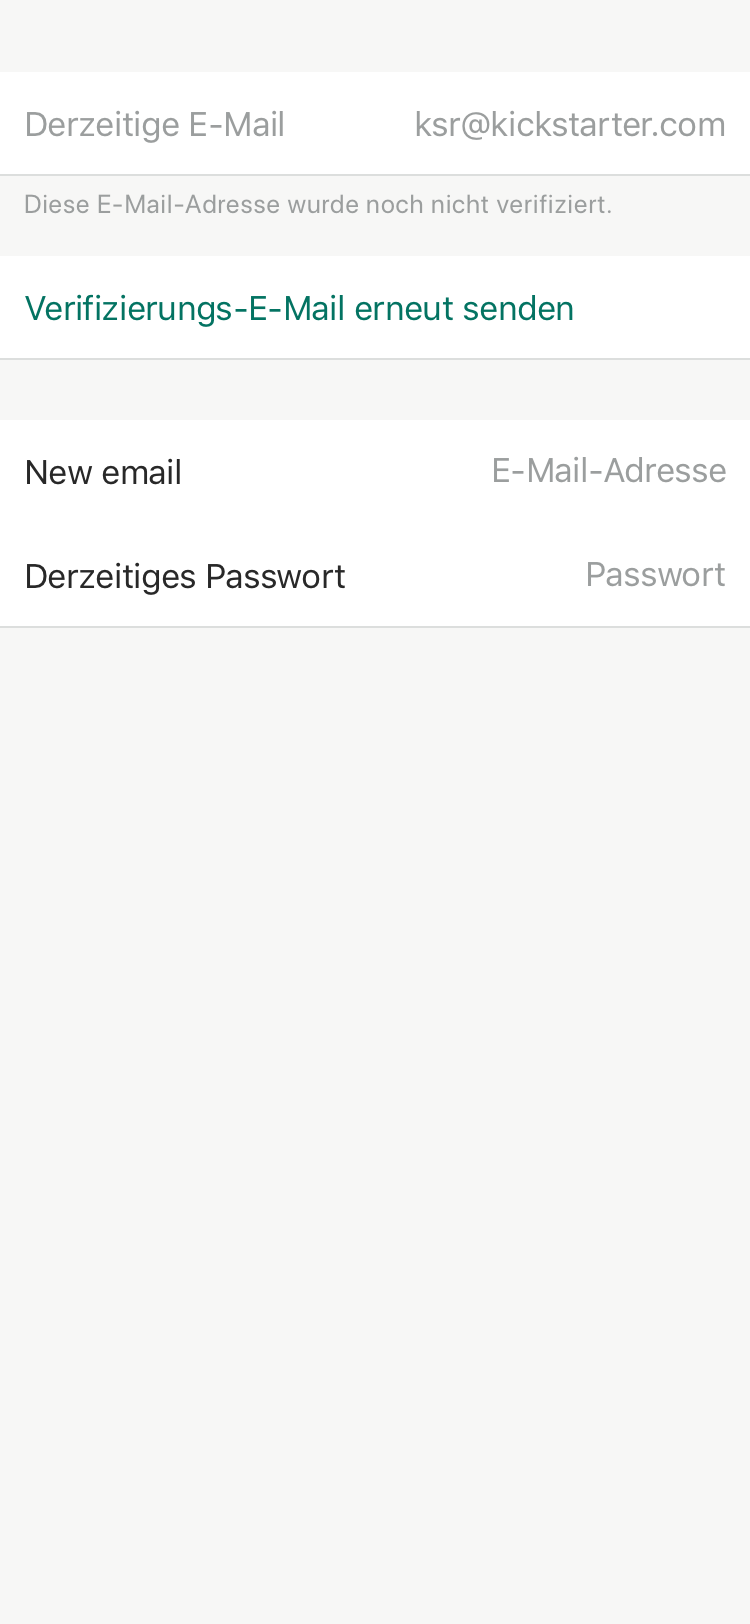 Derzeitige E-Mail ksr@kickstarter.com
Diese E-Mail-Adresse wurde noch nicht verifiziert.
Verifizierungs-E-Mail erneut senden
New email E-Mail-Adresse
Derzeitiges Passwort Passwort